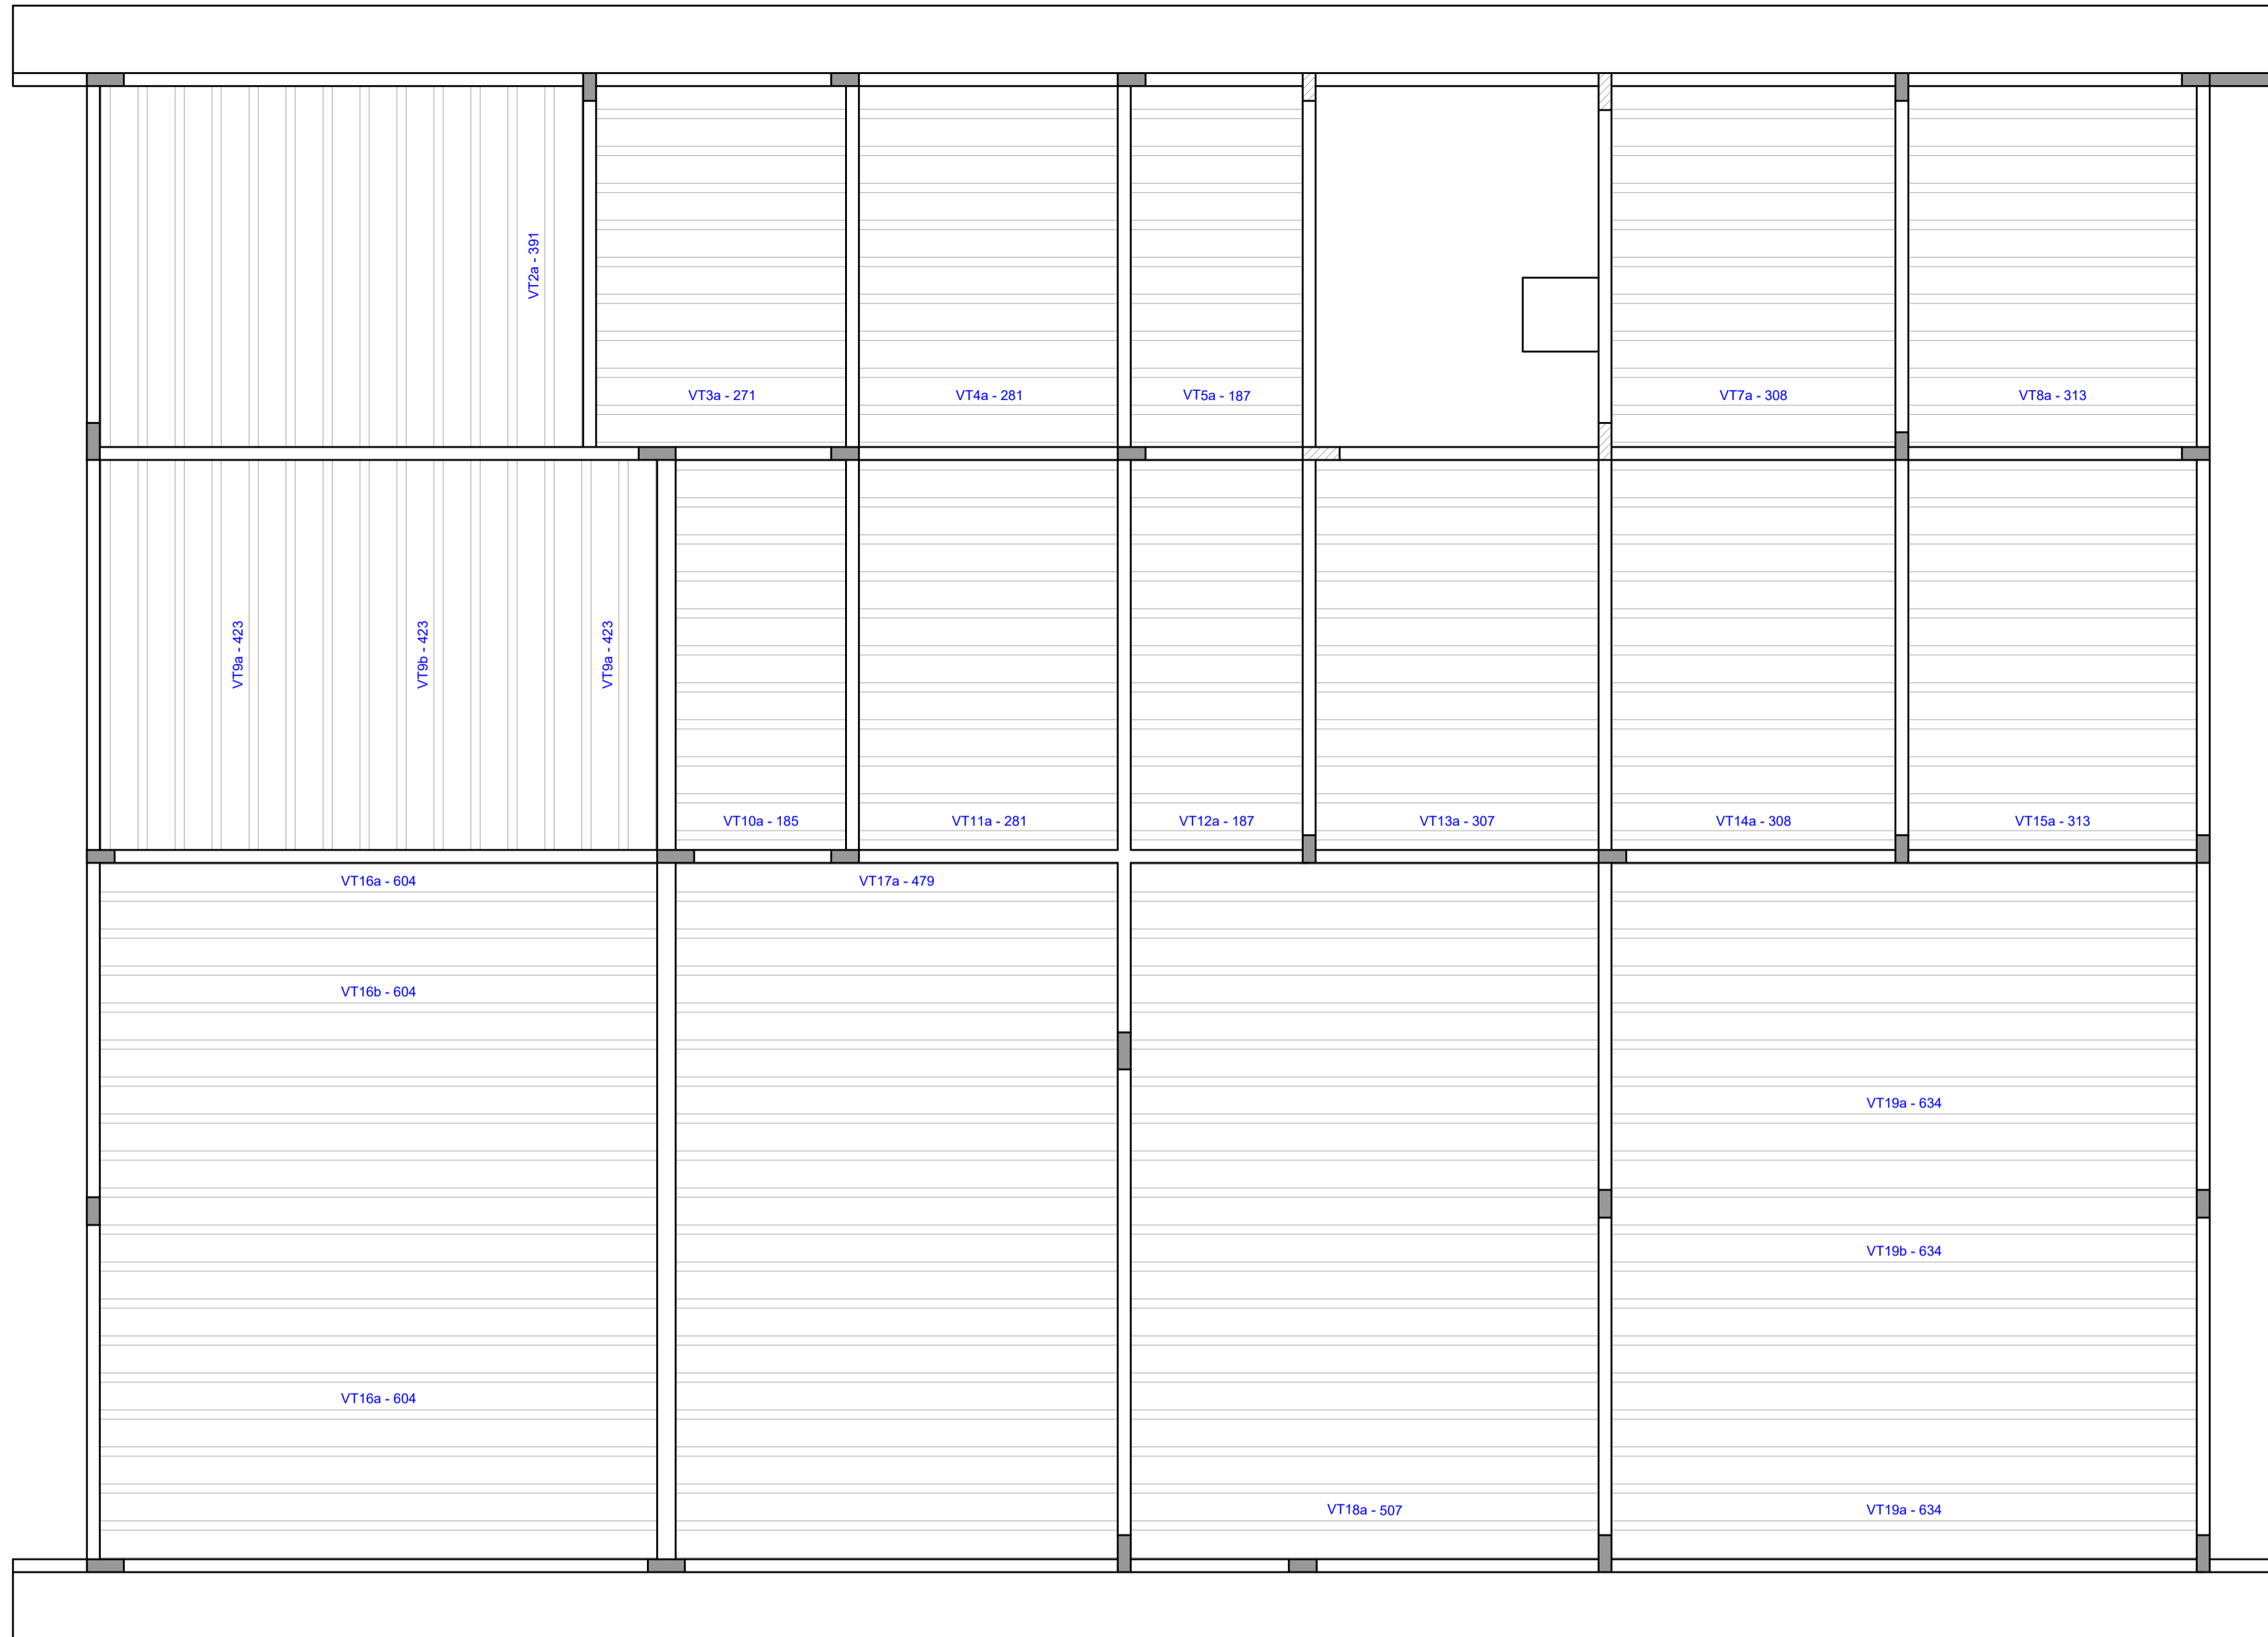 VT2a - 391
VT3a - 271
VT4a - 281
VT5a - 187
VT7a - 308
VT8a - 313
VT9a - 423
VT9b - 423
VT9a - 423
VT10a - 185
VT11a - 281
VT12a - 187
VT13a - 307
VT14a - 308
VT15a - 313
VT16a - 604
VT17a - 479
VT16b - 604
VT19a - 634
VT19b - 634
VT16a - 604
VT18a - 507
VT19a - 634